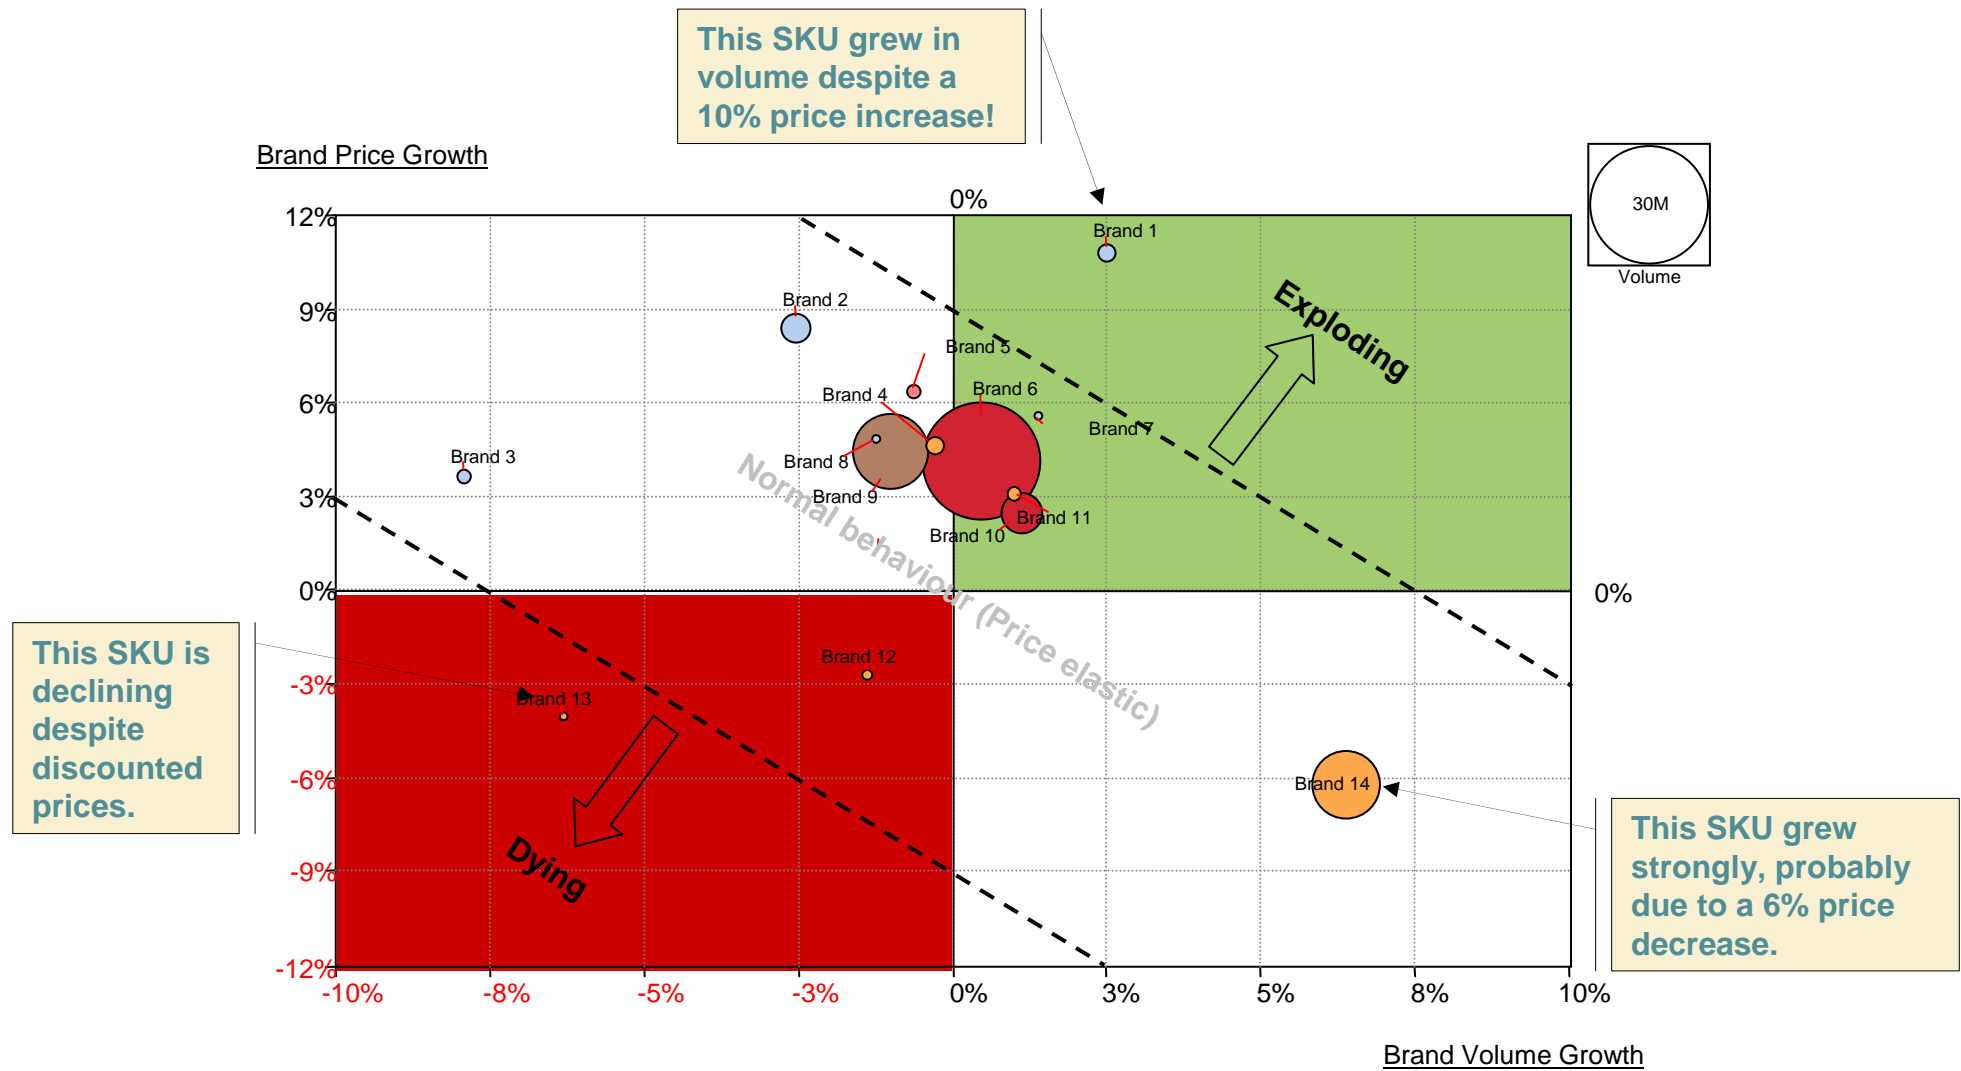 This SKU grew in
volume despite a
10% price increase!
Brand Price Growth
30M
Volume
0%
12%
9%
6%
3%
0%
-3%
-6%
-9%
-12%
Brand 1
Brand 2
Brand 5
Brand 4
Brand 6
Brand 7
Brand 3
Brand 8
Brand 9
Brand 11
Brand 10
Exploding
Normal behaviour (Price elastic)
0%
This SKU is
declining
despite
discounted
prices.
Brand 12
Brand 13
Dying
Brand 14
This SKU grew
strongly, probably
due to a 6% price
decrease.
-10%
-8%
-5%
-3%
0%
3%
5%
8%
10%
Brand Volume Growth